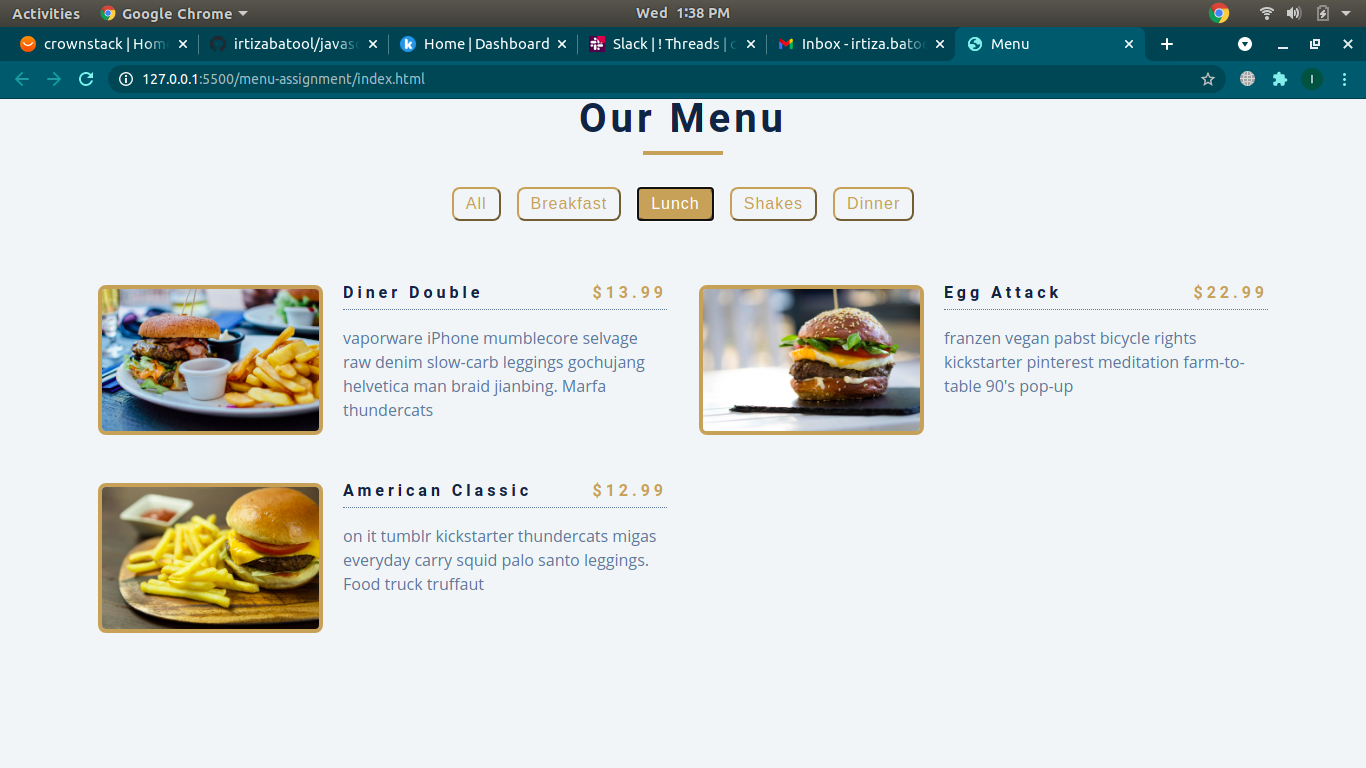 Activities Google Chrome Wed 1:38 PM
crownstack | Hom irtizabatool/javasc Home | Dashboard Slack | ! Threads | Inbox - irtiza.bato Menu
127.0.0.1:5500/menu-assignment/index.html I
Our Menu
All Breakfast Lunch Shakes Dinner
Diner Double $13.99
vaporware iPhone mumblecore selvage
raw denim slow-carb leggings gochujang
helvetica man braid jianbing. Marfa
thundercats
Egg Attack $22.99
franzen vegan pabst bicycle rights
kickstarter pinterest meditation farm-to-
table 90's pop-up
American Classic $12.99
on it tumblr kickstarter thundercats migas
everyday carry squid palo santo leggings.
Food truck truffaut